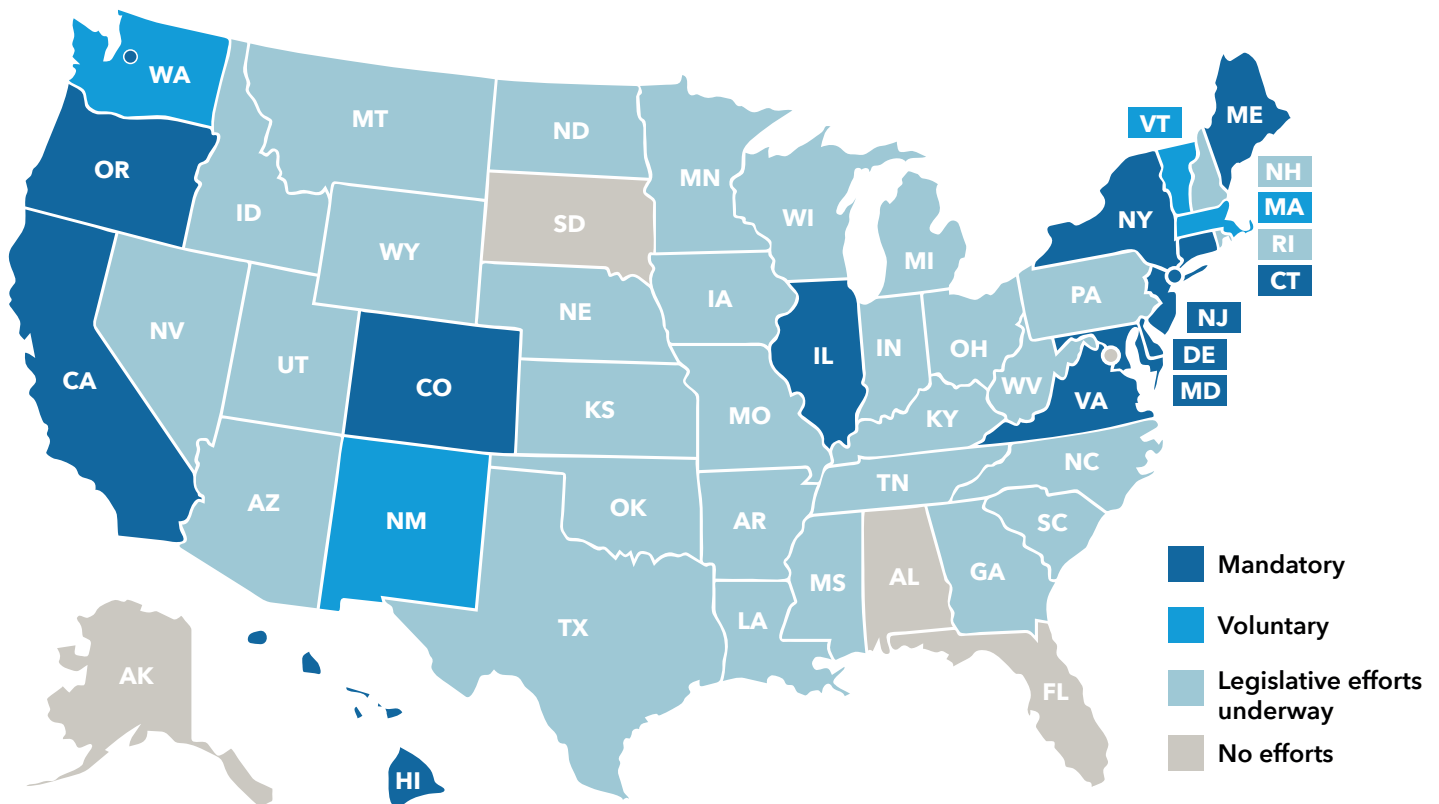 WA
MT
ND
MN
VT
ME
OR
ID
SD
WI
NY
NH
MA
RI
CT
WY
MI
NV
NE
IA
PA
NJ
CA
UT
CO
IL
IN
OH
DE
MD
KS
MO
WV
VA
KY
AZ
NM
OK
AR
TN
NC
SC
MS
AL
GA
TX
LA
AK
FL
HI
Mandatory
Voluntary
Legislative efforts
underway
No efforts